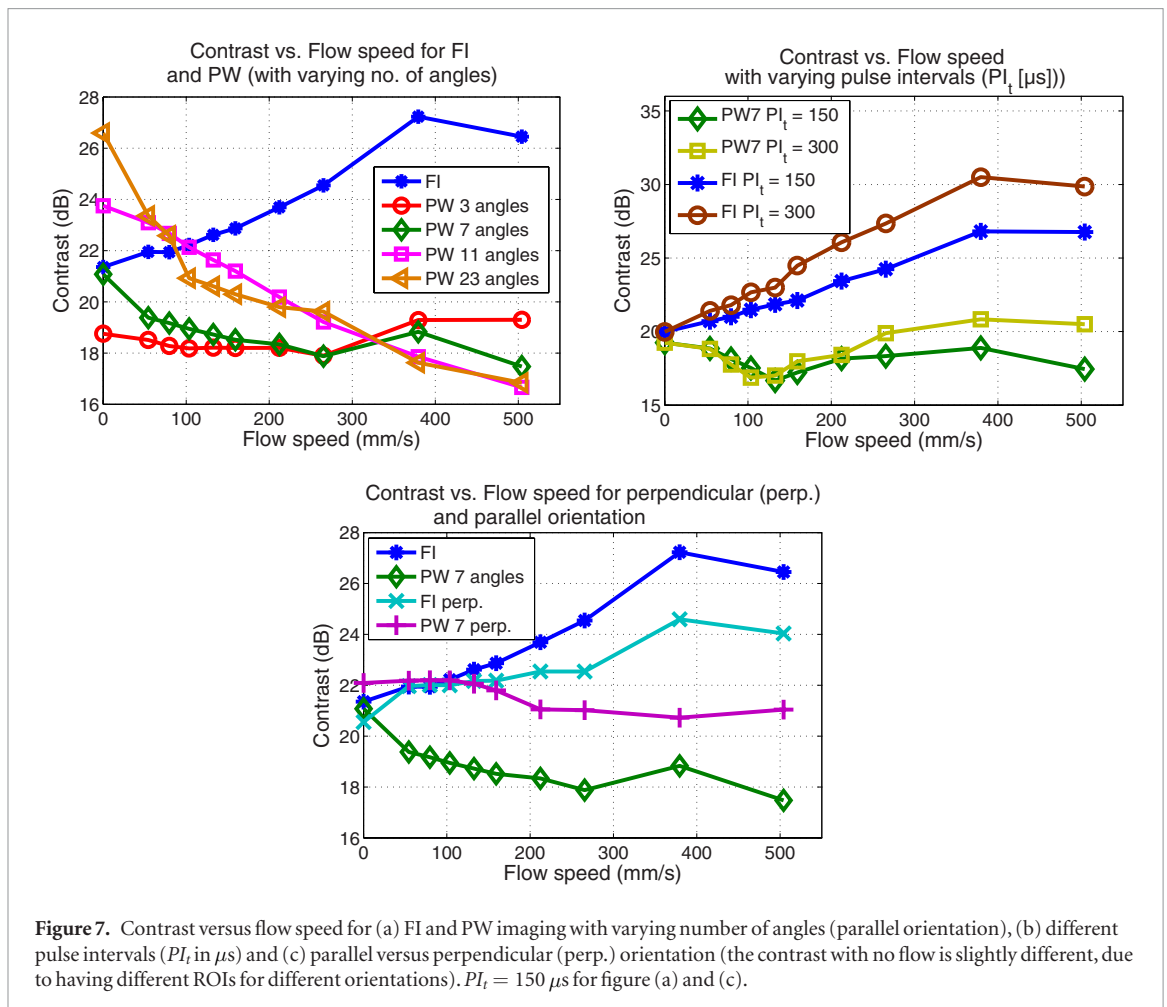 Contrast vs. Flow speed for FI
and PW (with varying no. of angles)
28
26
24
22
20
18
16
Contrast (dB)
FI
PW 3 angles
PW 7 angles
PW 11 angles
PW 23 angles
0 100 200 300 400 500
Flow speed (mm/s)
Contrast vs. Flow speed
with varying pulse intervals (PI_t [μs]))
35
30
25
20
15
Contrast (dB)
PW7 PI_t = 150
PW7 PI_t = 300
FI PI_t = 150
FI PI_t = 300
0 100 200 300 400 500
Flow speed (mm/s)
Contrast vs. Flow speed for perpendicular (perp.)
and parallel orientation
28
26
24
22
20
18
16
Contrast (dB)
FI
PW 7 angles
FI perp.
PW 7 perp.
0 100 200 300 400 500
Flow speed (mm/s)
Figure 7. Contrast versus flow speed for (a) FI and PW imaging with varying number of angles (parallel orientation), (b) different
pulse intervals (PI_t in μs) and (c) parallel versus perpendicular (perp.) orientation (the contrast with no flow is slightly different, due
to having different ROIs for different orientations). PI_t = 150 μs for figure (a) and (c).